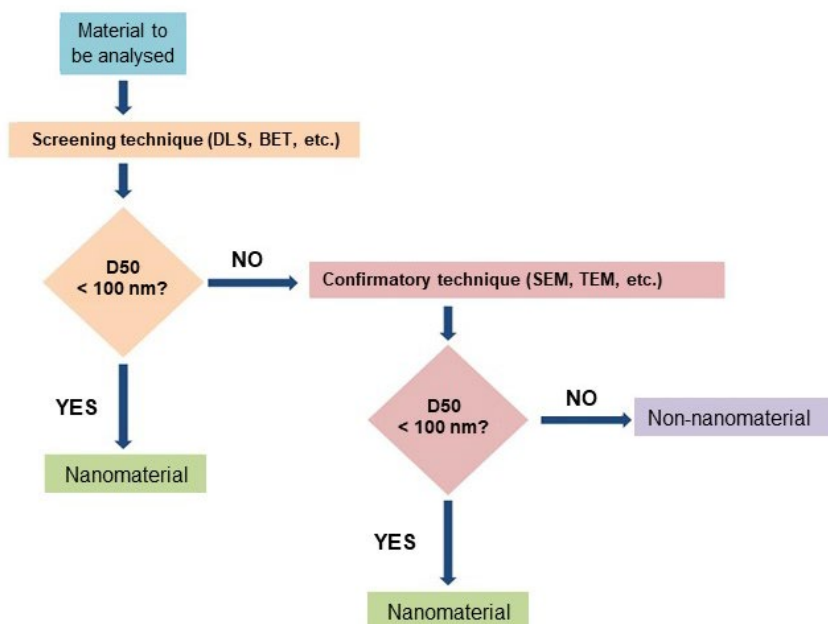 Material to
be analysed
Screening technique (DLS, BET, etc.)
D50
< 100 nm?
NO
Confirmatory technique (SEM, TEM, etc.)
YES
Nanomaterial
D50
< 100 nm?
NO
Non-nanomaterial
YES
Nanomaterial